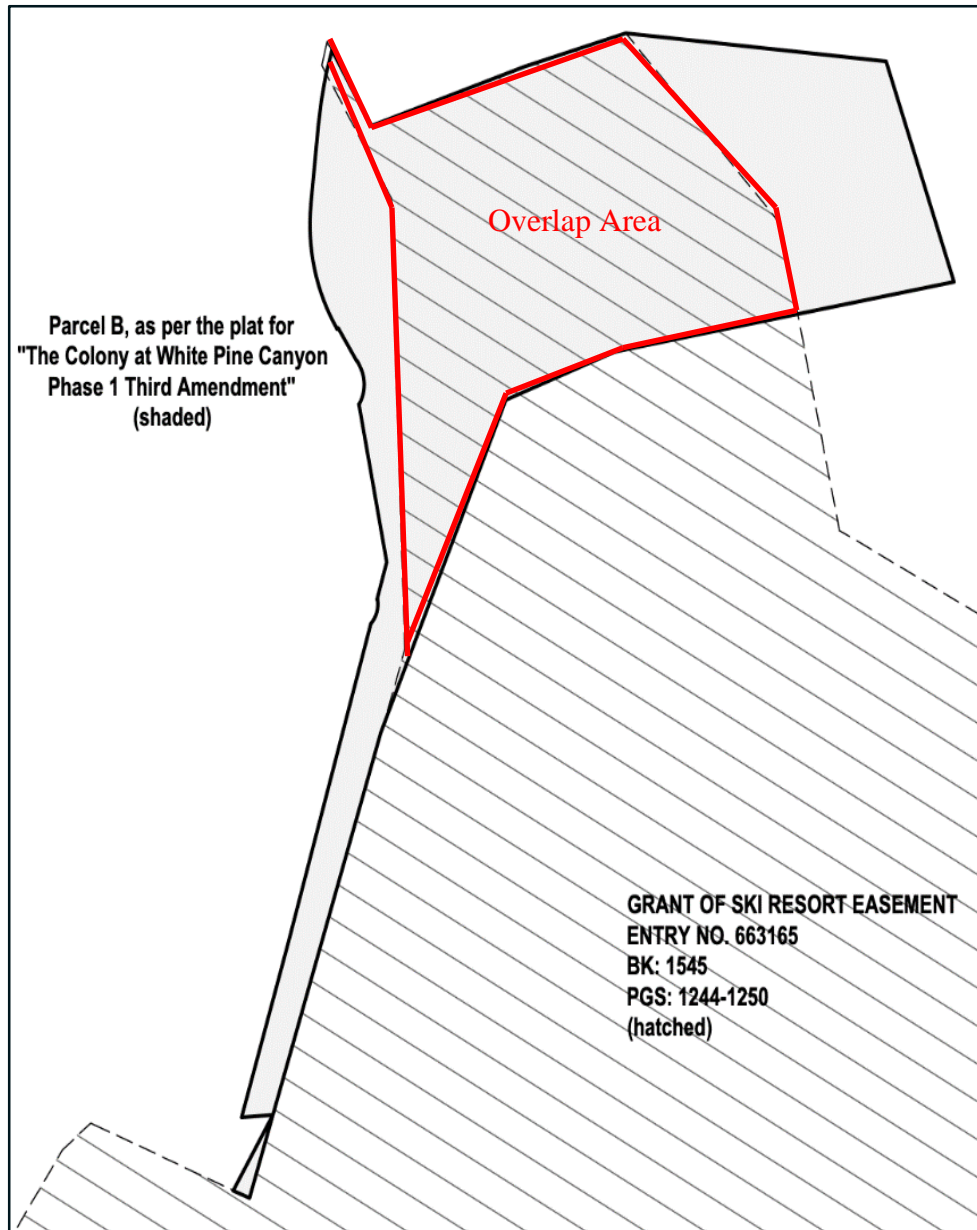 Overlap Area
Parcel B, as per the plat for
"The Colony at White Pine Canyon
Phase 1 Third Amendment"
(shaded)
GRANT OF SKI RESORT EASEMENT
ENTRY NO. 663165
BK: 1545
PGS: 1244-1250
(hatched)